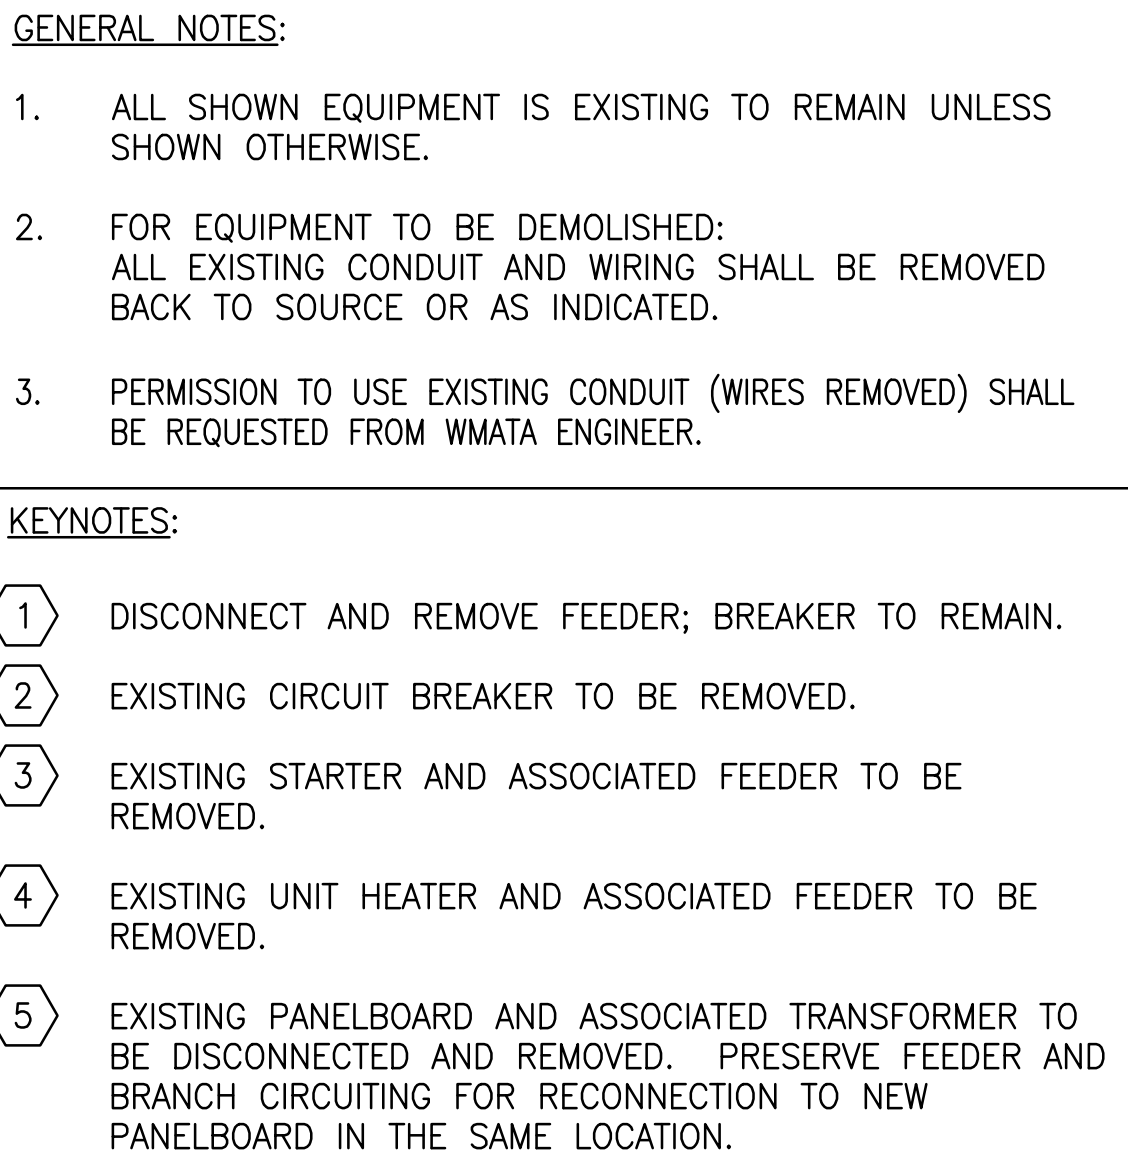 GENERAL NOTES:
1. ALL SHOWN EQUIPMENT IS EXISTING TO REMAIN UNLESS
SHOWN OTHERWISE.
2. FOR EQUIPMENT TO BE DEMOLISHED:
ALL EXISTING CONDUIT AND WIRING SHALL BE REMOVED
BACK TO SOURCE OR AS INDICATED.
3. PERMISSION TO USE EXISTING CONDUIT (WIRES REMOVED) SHALL
BE REQUESTED FROM WMATA ENGINEER.
KEYNOTES:
1 DISCONNECT AND REMOVE FEEDER; BREAKER TO REMAIN.
2 EXISTING CIRCUIT BREAKER TO BE REMOVED.
3 EXISTING STARTER AND ASSOCIATED FEEDER TO BE
REMOVED.
4 EXISTING UNIT HEATER AND ASSOCIATED FEEDER TO BE
REMOVED.
5 EXISTING PANELBOARD AND ASSOCIATED TRANSFORMER TO
BE DISCONNECTED AND REMOVED. PRESERVE FEEDER AND
BRANCH CIRCUITING FOR RECONNECTION TO NEW
PANELBOARD IN THE SAME LOCATION.